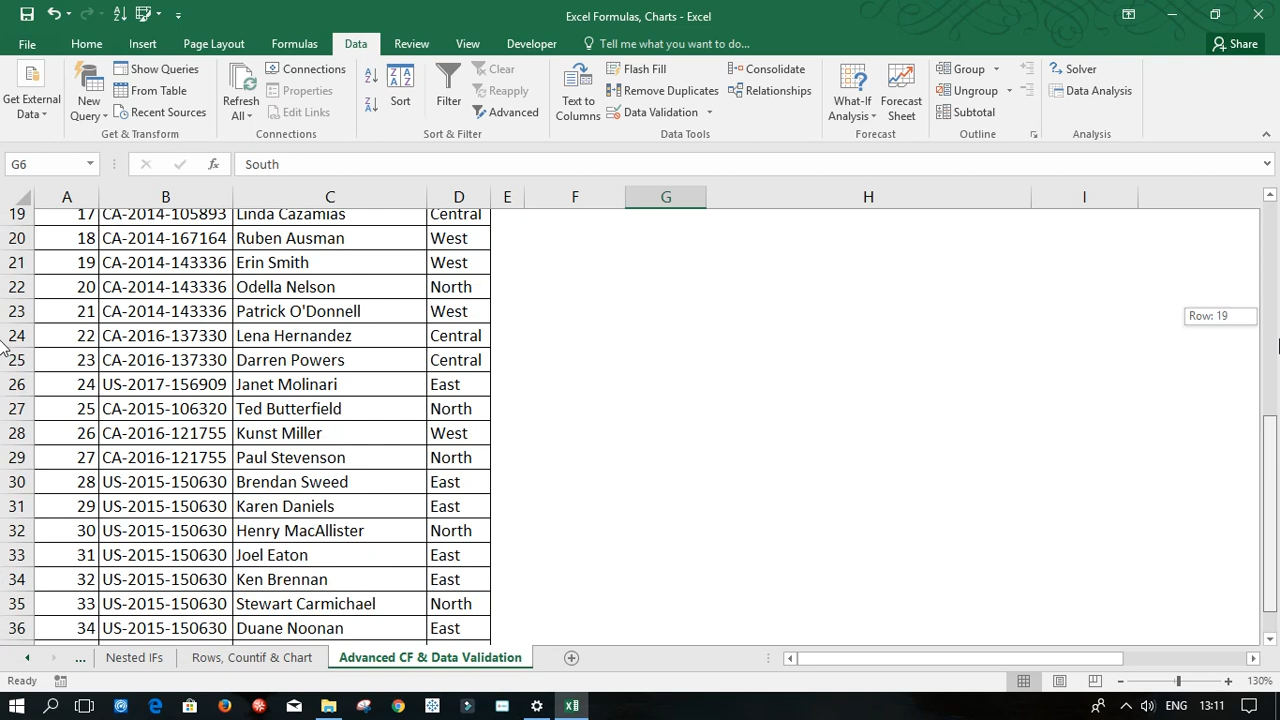 Excel Formulas, Charts - Excel
File Home Insert Page Layout Formulas Data Review View Developer Tell me what you want to do... Share
Get External Data
New Query
Show Queries
From Table
Recent Sources
Get & Transform
Refresh All
Connections
Properties
Edit Links
Connections
Sort
Filter
Clear
Reapply
Advanced
Sort & Filter
Text to Columns
Flash Fill
Remove Duplicates
Data Validation
Consolidate
Relationships
Data Tools
What-If Analysis
Forecast Sheet
Forecast
Group
Ungroup
Subtotal
Outline
Solver
Data Analysis
Analysis
G6 fx South
A B C D E F G H I
19 17 CA-2014-105893 Linda Cazamias Central
20 18 CA-2014-167164 Ruben Ausman West
21 19 CA-2014-143336 Erin Smith West
22 20 CA-2014-143336 Odella Nelson North
23 21 CA-2014-143336 Patrick O'Donnell West
24 22 CA-2016-137330 Lena Hernandez Central
25 23 CA-2016-137330 Darren Powers Central
26 24 US-2017-156909 Janet Molinari East
27 25 CA-2015-106320 Ted Butterfield North
28 26 CA-2016-121755 Kunst Miller West
29 27 CA-2016-121755 Paul Stevenson North
30 28 US-2015-150630 Brendan Sweed East
31 29 US-2015-150630 Karen Daniels East
32 30 US-2015-150630 Henry MacAllister North
33 31 US-2015-150630 Joel Eaton East
34 32 US-2015-150630 Ken Brennan East
35 33 US-2015-150630 Stewart Carmichael North
36 34 US-2015-150630 Duane Noonan East
Row: 19
... Nested IFs Rows, Countif & Chart Advanced CF & Data Validation
Ready 130%
ENG 13:11